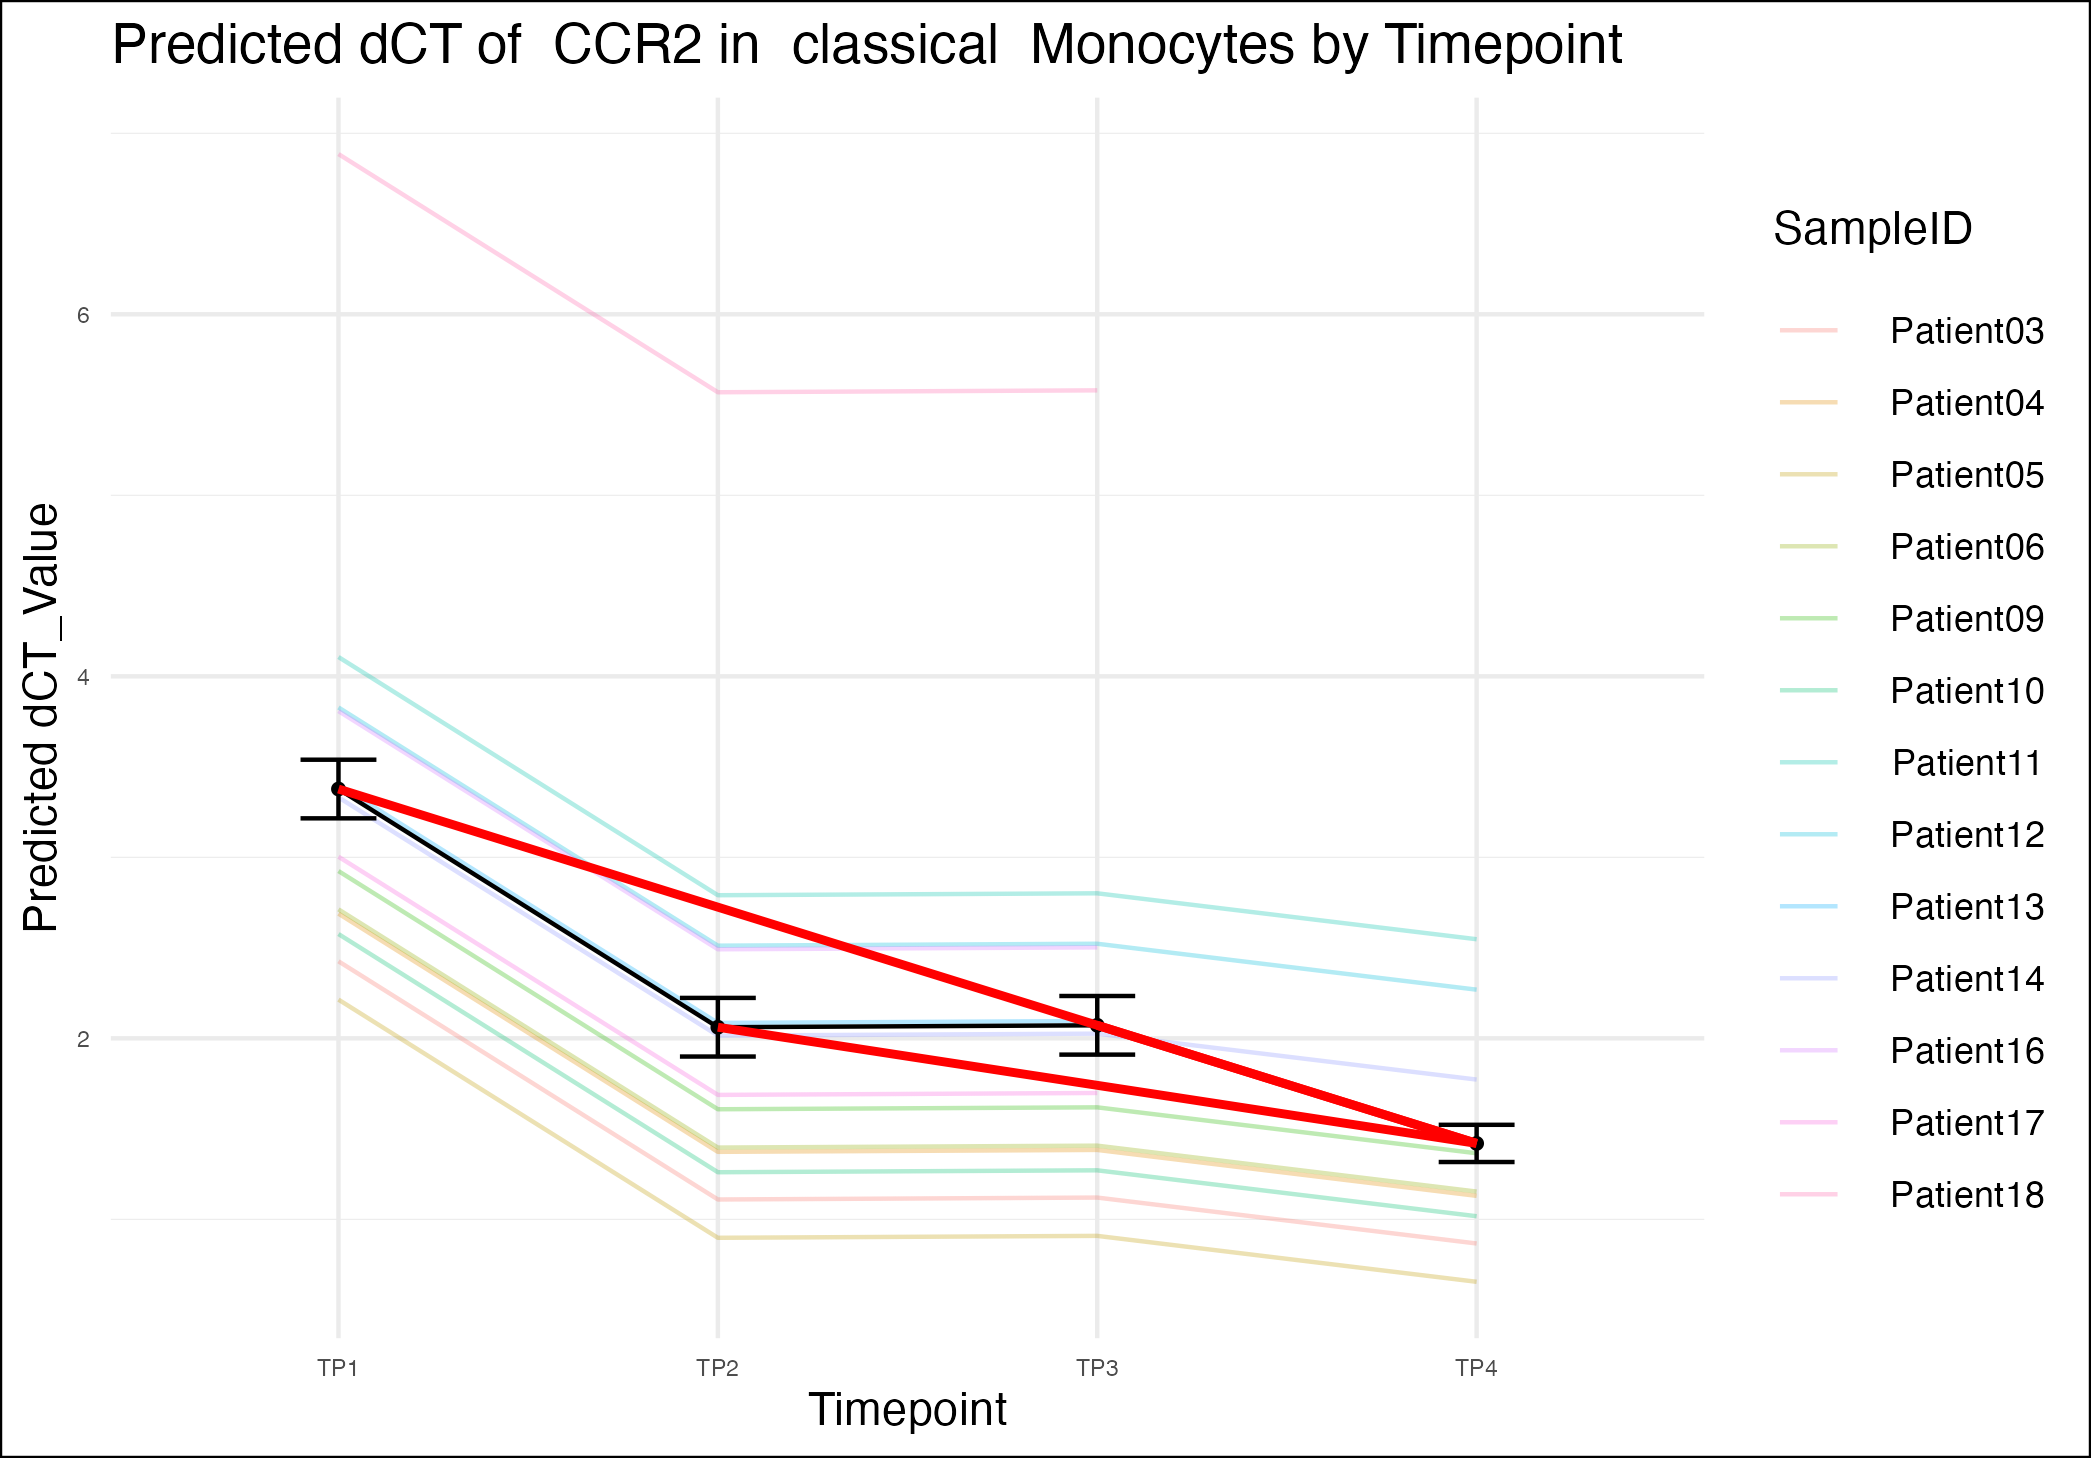 Predicted dCT of  CCR2 in  classical  Monocytes by Timepoint
Predicted dCT_Value
6
4
2
TP1
TP2
TP3
TP4
Timepoint
SampleID
Patient03
Patient04
Patient05
Patient06
Patient09
Patient10
Patient11
Patient12
Patient13
Patient14
Patient16
Patient17
Patient18